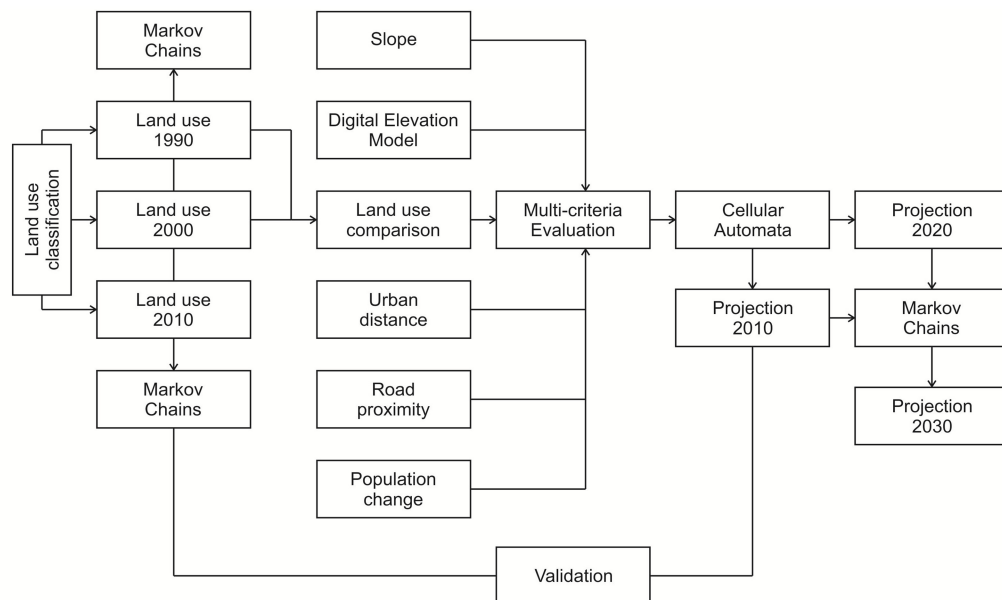 Markov
Chains
Land use
1990
Land use
classification
Land use
2000
Land use
2010
Markov
Chains
Slope
Digital Elevation
Model
Land use
comparison
Urban
distance
Road
proximity
Population
change
Multi-criteria
Evaluation
Validation
Cellular
Automata
Projection
2010
Projection
2020
Markov
Chains
Projection
2030